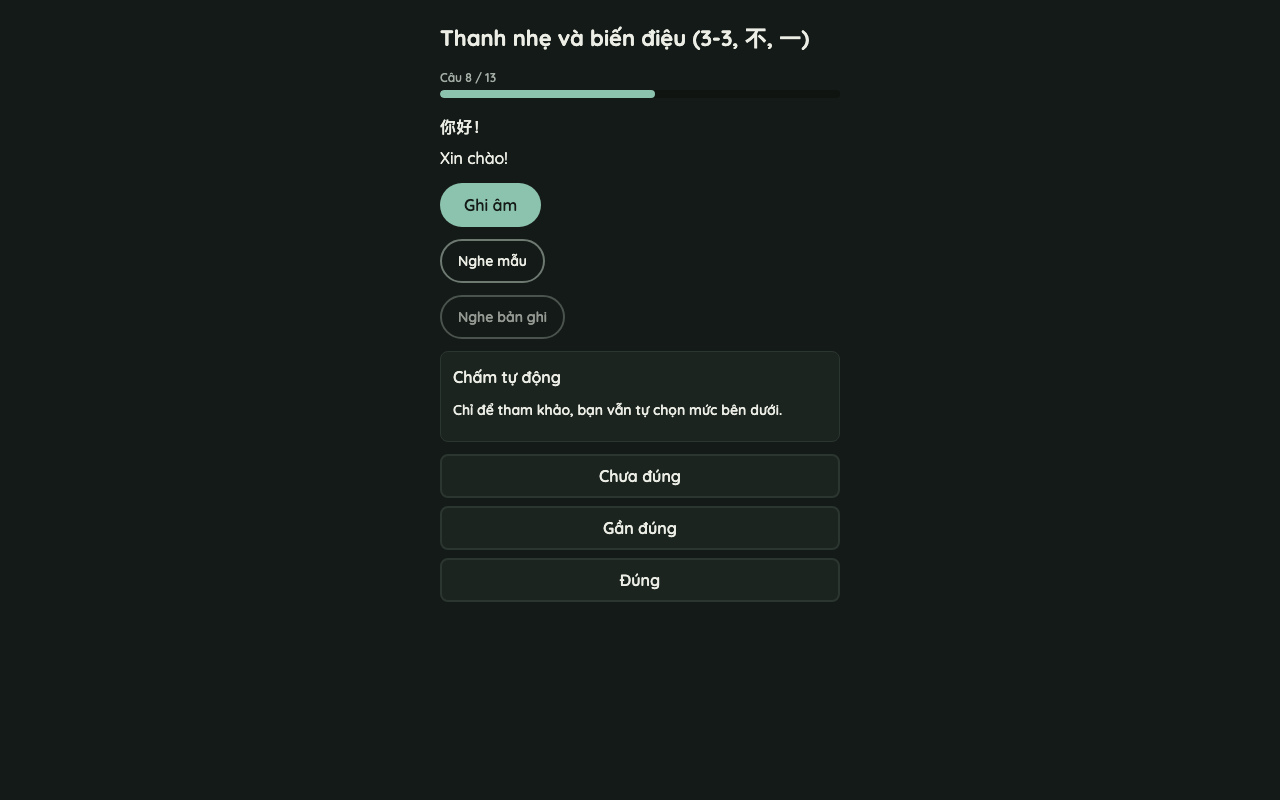 Thanh nhẹ và biến điệu (3-3, 不, 一)
Câu 8 / 13
你好！
Xin chào!
Ghi âm
Nghe mẫu
Nghe bản ghi
Chấm tự động
Chỉ để tham khảo, bạn vẫn tự chọn mức bên dưới.
Chưa đúng
Gần đúng
Đúng